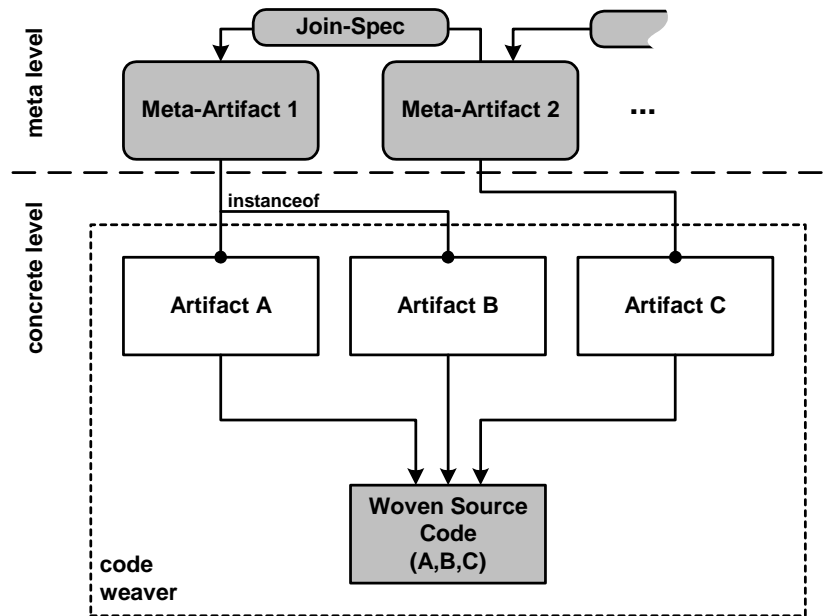 Join-Spec
meta level
Meta-Artifact 1
Meta-Artifact 2
...
instanceof
concrete level
Artifact A
Artifact B
Artifact C
Woven Source
Code
(A,B,C)
code
weaver